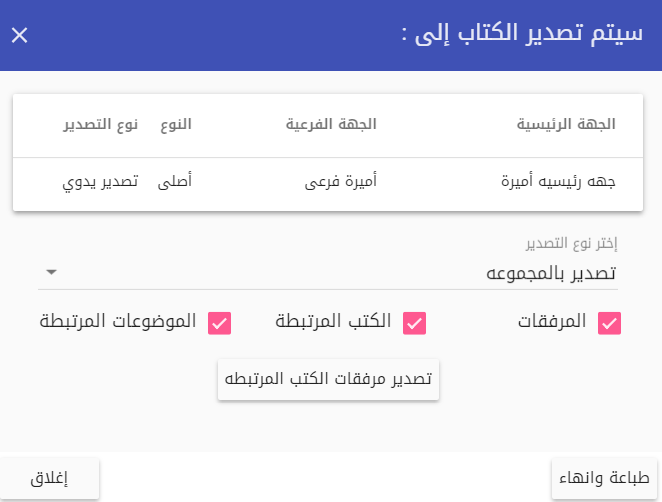 سيتم تصدير الكتاب إلى :
الجهة الرئيسية الجهة الفرعية النوع نوع التصدير
جهه رئيسيه أميرة أميرة فرعى أصلى تصدير يدوي
إختر نوع التصدير
تصدير بالمجموعه
المرفقات الكتب المرتبطة الموضوعات المرتبطة
تصدير مرفقات الكتب المرتبطه
طباعة وانهاء إغلاق